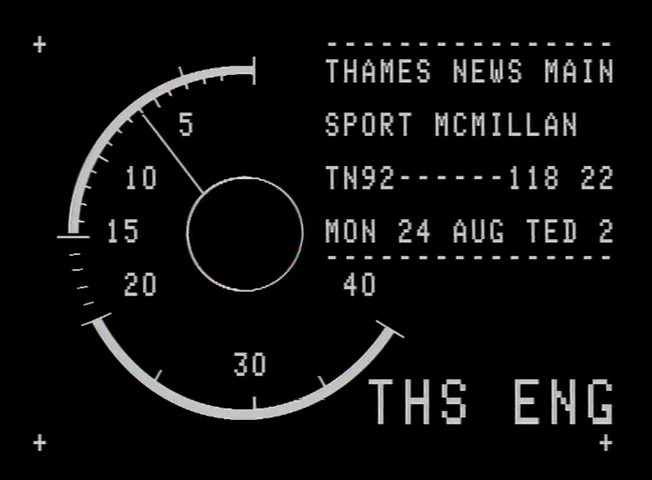 THAMES NEWS MAIN
SPORT MCMILLAN
TN92------118 22
MON 24 AUG TED 2
5
10
15
20
40
30
THS ENG